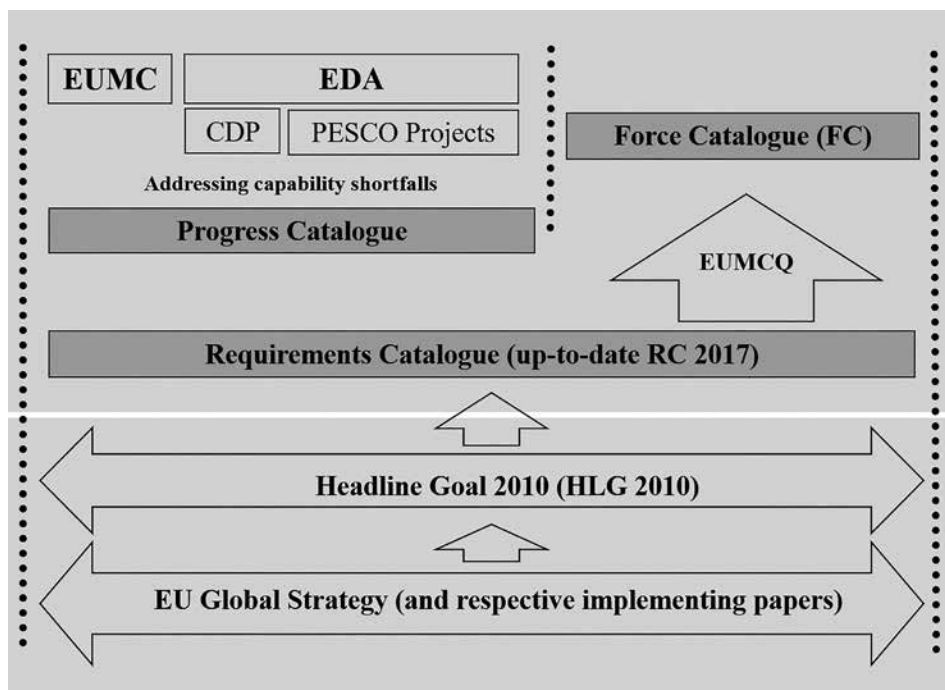 EUMC
EDA
CDP
PESCO Projects
Addressing capability shortfalls
Progress Catalogue
Force Catalogue (FC)
EUMCQ
Requirements Catalogue (up-to-date RC 2017)
Headline Goal 2010 (HLG 2010)
EU Global Strategy (and respective implementing papers)